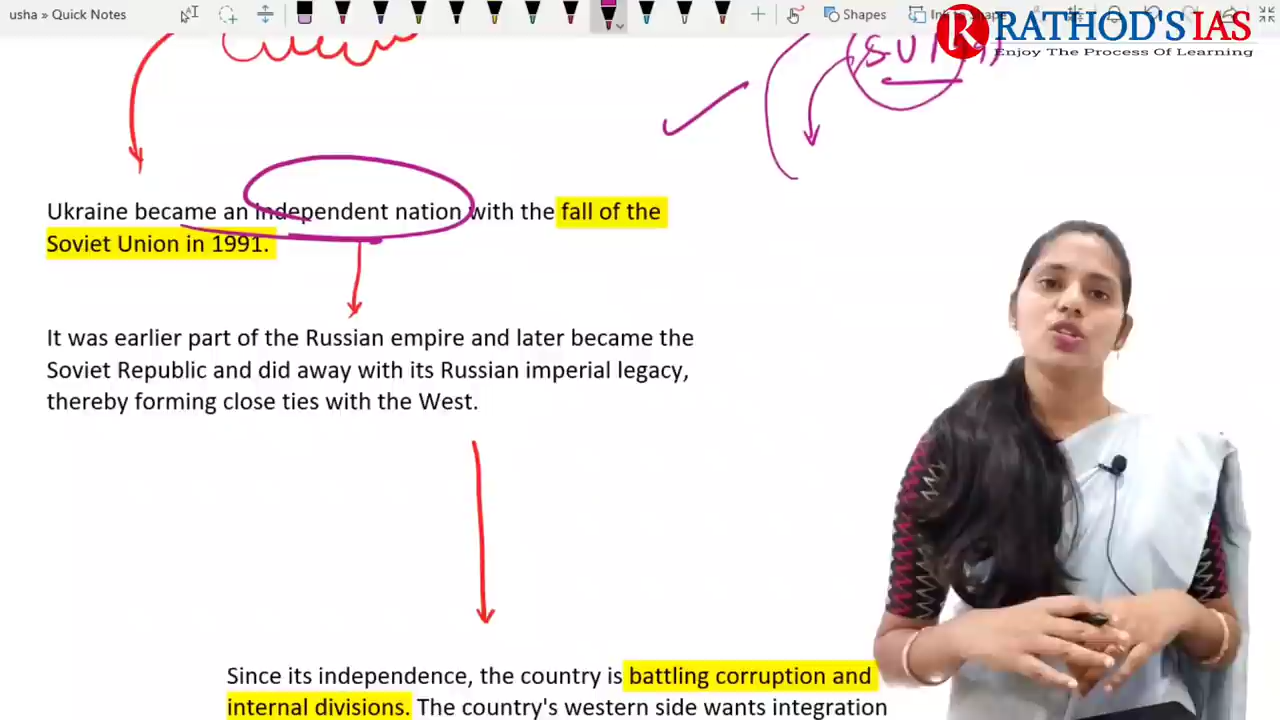 usha » Quick Notes
Shapes
RATHOD'S IAS
Enjoy The Process Of Learning
Ukraine became an independent nation with the fall of the
Soviet Union in 1991.
It was earlier part of the Russian empire and later became the
Soviet Republic and did away with its Russian imperial legacy,
thereby forming close ties with the West.
Since its independence, the country is battling corruption and
internal divisions. The country's western side wants integration